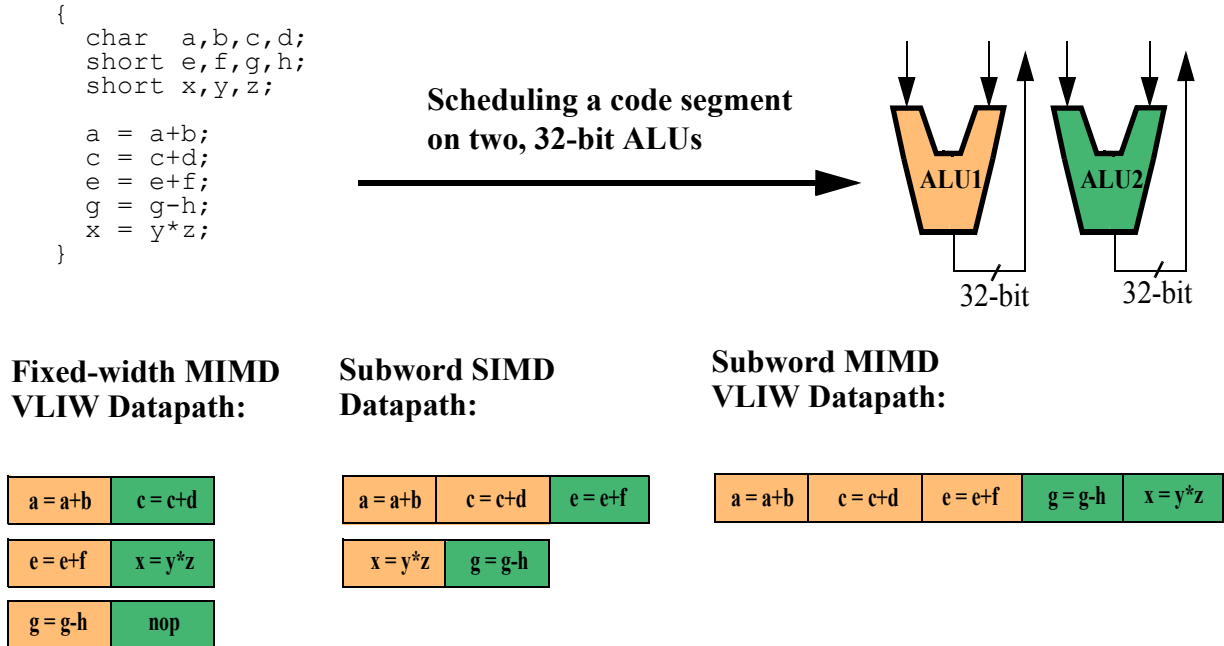 {
char  a,b,c,d;
short e,f,g,h;
short x,y,z;
a = a+b;
c = c+d;
e = e+f;
g = g-h;
x = y*z;
}
Scheduling a code segment
on two, 32-bit ALUs
ALU1
ALU2
32-bit
32-bit
Fixed-width MIMD
VLIW Datapath:
a = a+b
c = c+d
e = e+f
x = y*z
g = g-h
nop
Subword SIMD
Datapath:
a = a+b
c = c+d
e = e+f
x = y*z
g = g-h
Subword MIMD
VLIW Datapath:
a = a+b
c = c+d
e = e+f
g = g-h
x = y*z